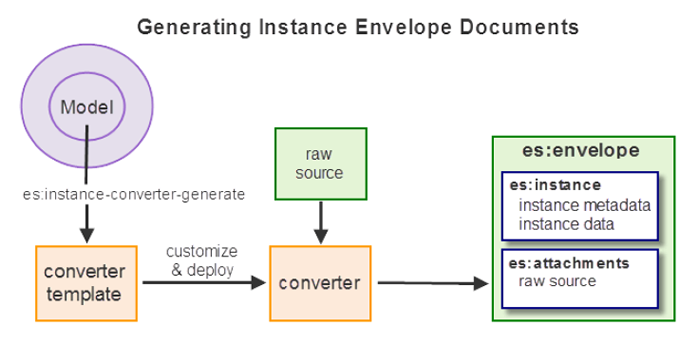 Generating Instance Envelope Documents
Model
es:instance-converter-generate
converter
template
customize
& deploy
raw
source
converter
es:envelope
es:instance
instance metadata
instance data
es:attachments
raw source